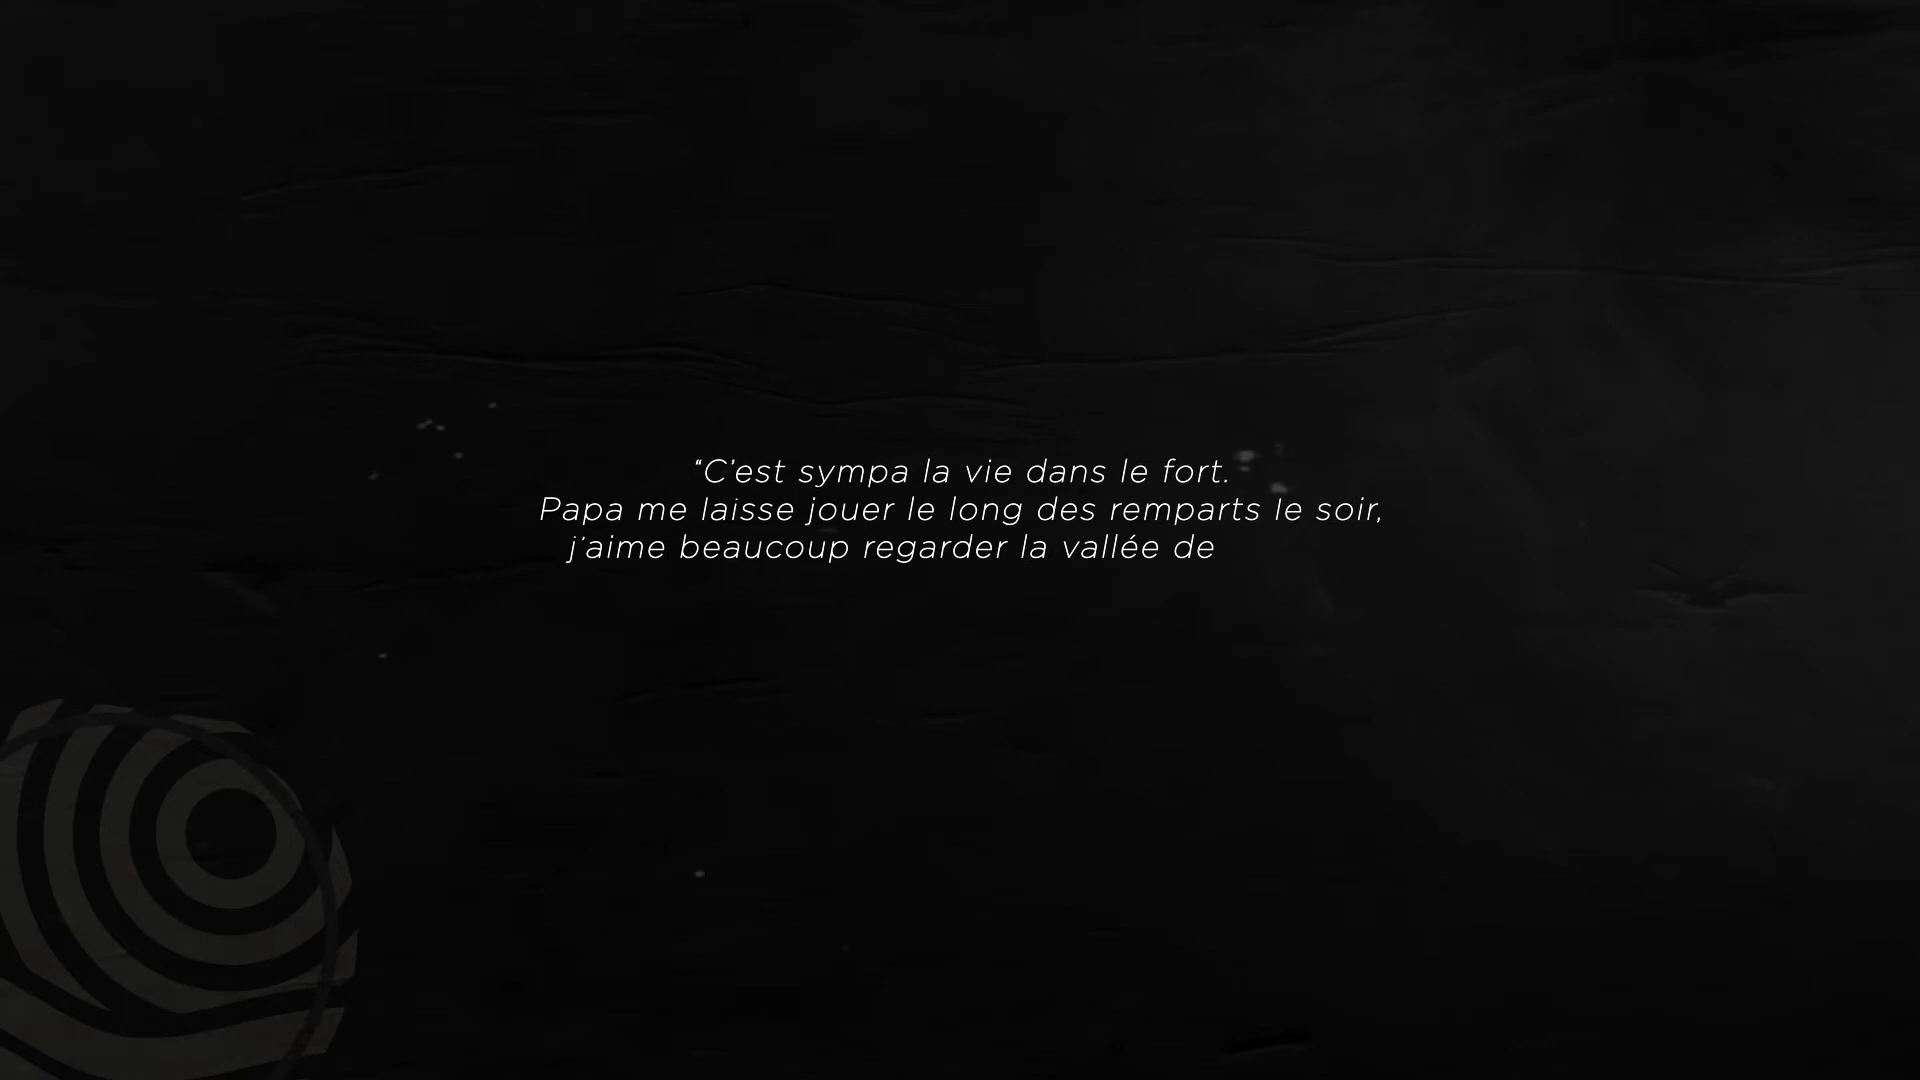 “C’est sympa la vie dans le fort.
Papa me laisse jouer le long des remparts le soir,
j’aime beaucoup regarder la vallée de